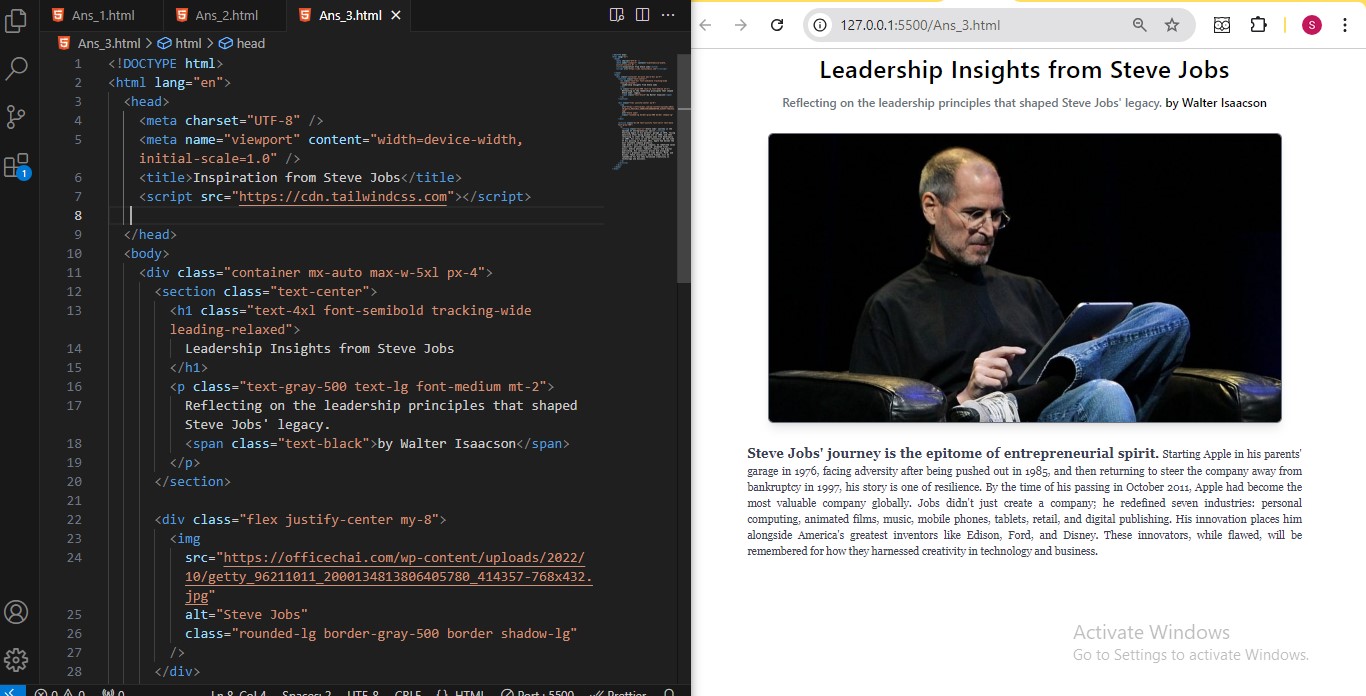 Ans_1.html Ans_2.html Ans_3.html
Ans_3.html > html > head
1 <!DOCTYPE html>
2 <html lang="en">
3 <head>
4 <meta charset="UTF-8" />
5 <meta name="viewport" content="width=device-width,
initial-scale=1.0" />
6 <title>Inspiration from Steve Jobs</title>
7 <script src="https://cdn.tailwindcss.com"></script>
8
9 </head>
10 <body>
11 <div class="container mx-auto max-w-5xl px-4">
12 <section class="text-center">
13 <h1 class="text-4xl font-semibold tracking-wide
leading-relaxed">
14 Leadership Insights from Steve Jobs
15 </h1>
16 <p class="text-gray-500 text-lg font-medium mt-2">
17 Reflecting on the leadership principles that shaped
Steve Jobs' legacy.
18 <span class="text-black">by Walter Isaacson</span>
19 </p>
20 </section>
21
22 <div class="flex justify-center my-8">
23 <img
24 src="https://officechai.com/wp-content/uploads/2022/
10/getty_96211011_2000134813806405780_414357-768x432.
jpg"
25 alt="Steve Jobs"
26 class="rounded-lg border-gray-500 border shadow-lg"
27 />
28 </div>
1
0 0 0 Ln 8, Col 4 Spaces: 2 UTF-8 CRLF {} HTML Port : 5500 Prettier
127.0.0.1:5500/Ans_3.html
S
Leadership Insights from Steve Jobs
Reflecting on the leadership principles that shaped Steve Jobs' legacy. by Walter Isaacson
Steve Jobs' journey is the epitome of entrepreneurial spirit. Starting Apple in his parents'
garage in 1976, facing adversity after being pushed out in 1985, and then returning to steer the company away from
bankruptcy in 1997, his story is one of resilience. By the time of his passing in October 2011, Apple had become the
most valuable company globally. Jobs didn't just create a company; he redefined seven industries: personal
computing, animated films, music, mobile phones, tablets, retail, and digital publishing. His innovation places him
alongside America's greatest inventors like Edison, Ford, and Disney. These innovators, while flawed, will be
remembered for how they harnessed creativity in technology and business.
Activate Windows
Go to Settings to activate Windows.